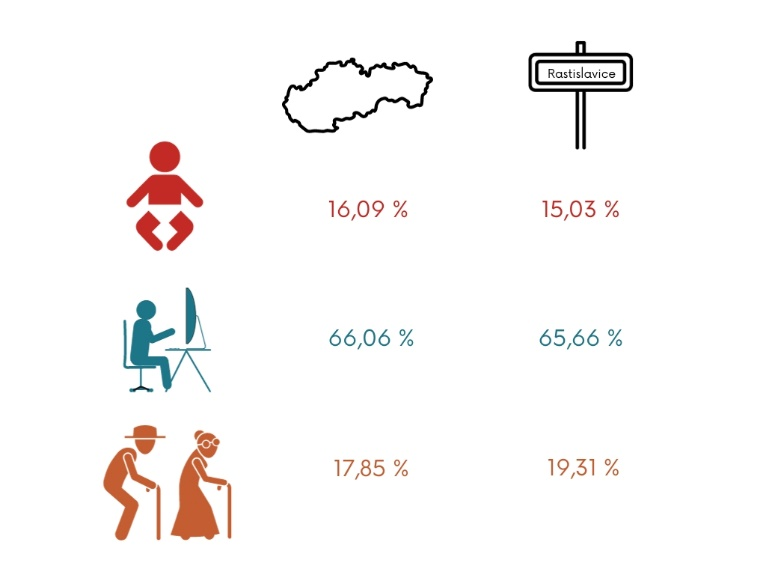 Rastislavice
16,09 % 15,03 %
66,06 % 65,66 %
17,85 % 19,31 %